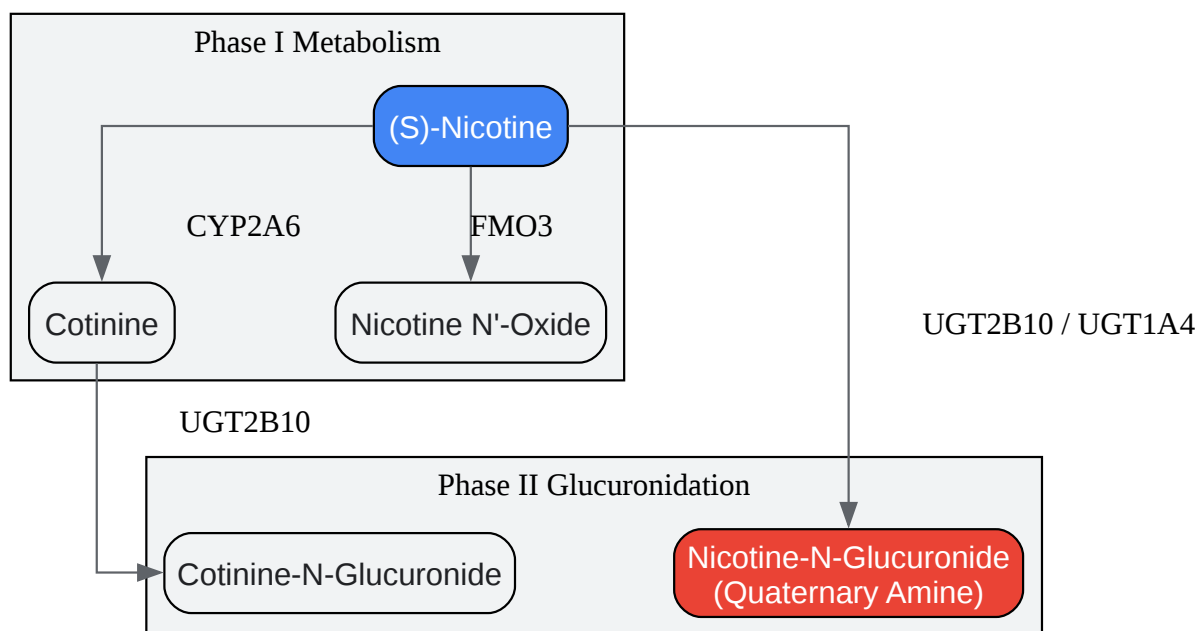 Phase I Metabolism
(S)-Nicotine
CYP2A6
FMO3
Cotinine
Nicotine N'-Oxide
UGT2B10 / UGT1A4
UGT2B10
Phase II Glucuronidation
Cotinine-N-Glucuronide
Nicotine-N-Glucuronide
(Quaternary Amine)